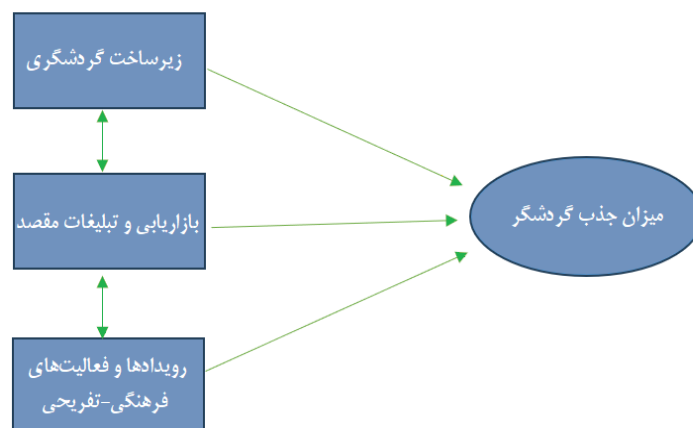 زیرساخت گردشگری
بازاریابی و تبلیغات مقصد
میزان جذب گردشگر
رویدادها و فعالیت‌های
فرهنگی-تفریحی